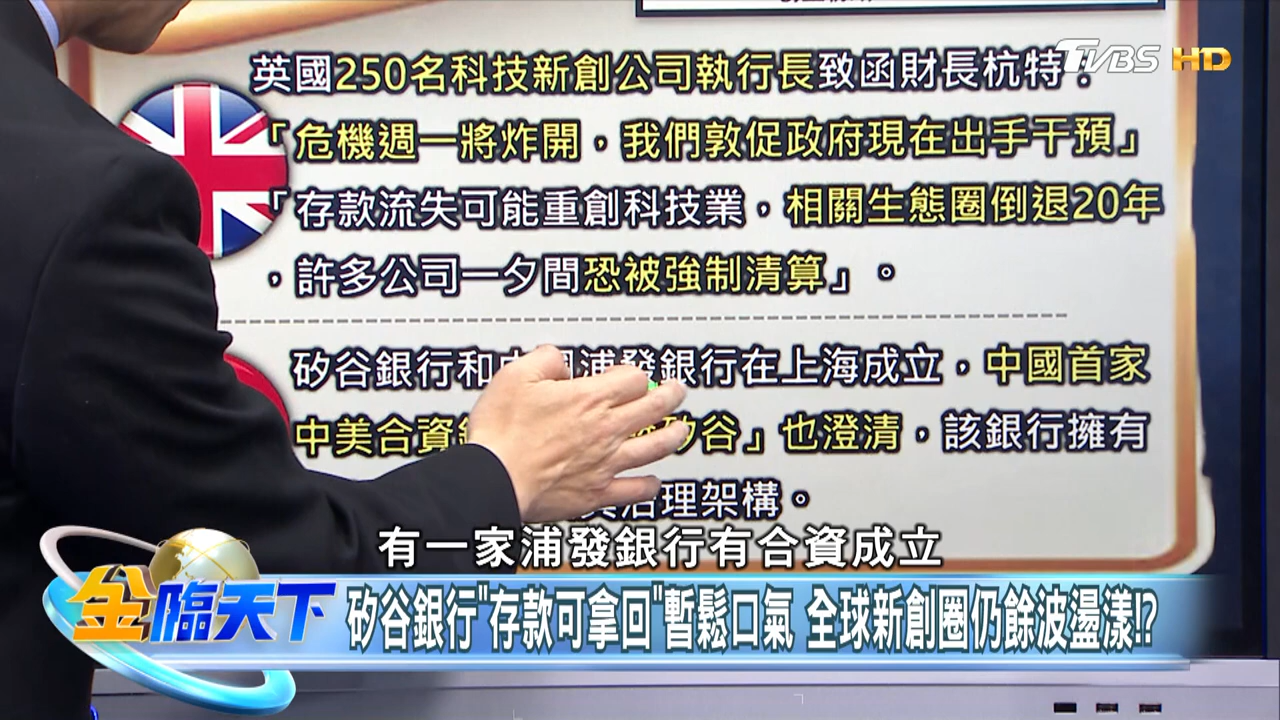 TVBS HD
英國250名科技新創公司執行長致函財長杭特：
「危機週一將炸開，我們敦促政府現在出手干預」
「存款流失可能重創科技業，相關生態圈倒退20年
，許多公司一夕間恐被強制清算」。
矽谷銀行和中國浦發銀行在上海成立，中國首家
中美合資 矽谷」也澄清，該銀行擁有
治理架構。
有一家浦發銀行有合資成立
金臨天下
矽谷銀行"存款可拿回"暫鬆口氣 全球新創圈仍餘波盪漾!?